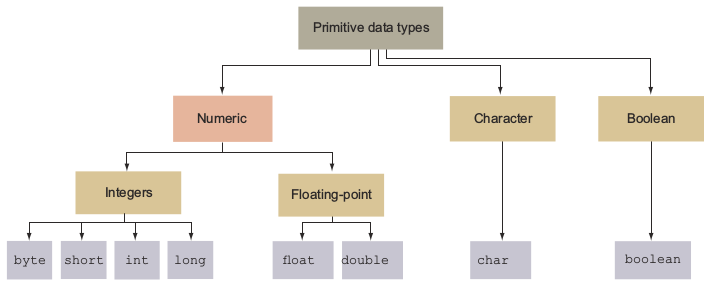 Primitive data types
Numeric
Character
Boolean
Integers
Floating-point
byte
short
int
long
float
double
char
boolean